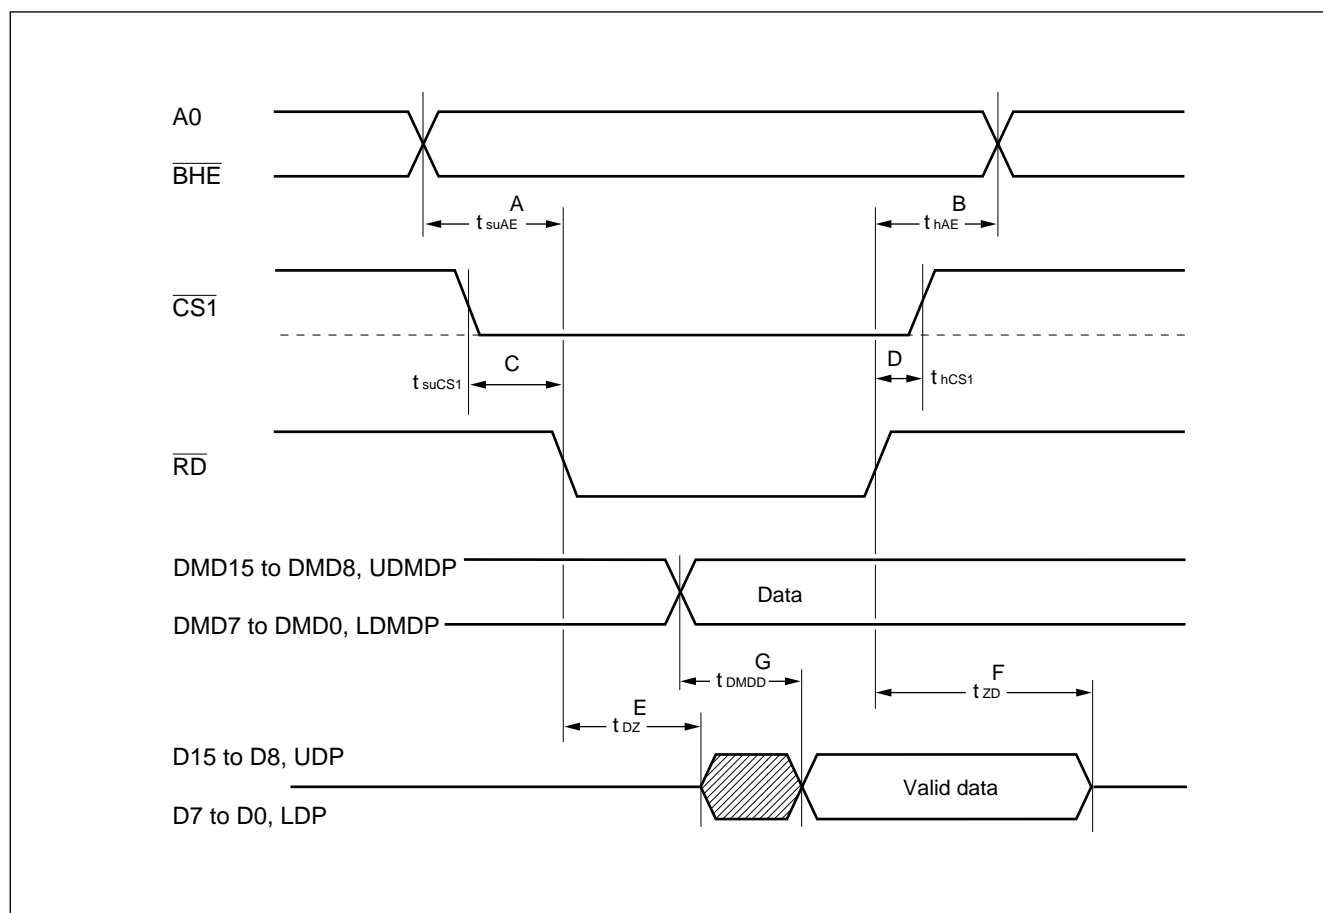 A0
BHE
A
t suAE
B
t hAE
CS1
C
t suCS1
D
t hCS1
RD
DMD15 to DMD8, UDMDP
Data
DMD7 to DMD0, LDMDP
G
t DMDD
F
t ZD
E
t DZ
D15 to D8, UDP
Valid data
D7 to D0, LDP